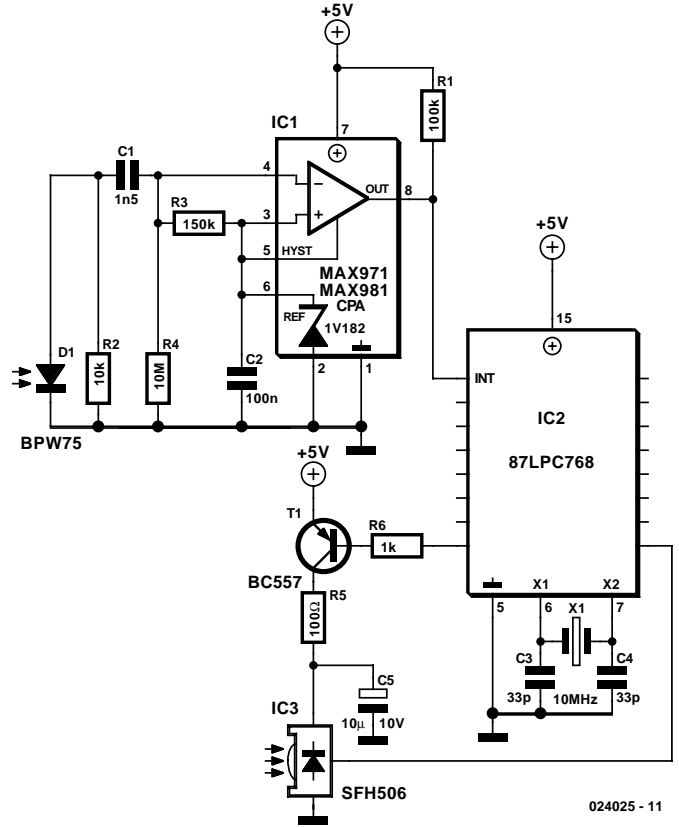 +5V
R1
100k
IC1
7
C1
1n5
4
OUT
8
R3
150k
3
5
HYST
MAX971
MAX981
CPA
6
REF
1V182
+5V
15
D1
R2
10k
R4
10M
C2
100n
2
1
INT
IC2
87LPC768
BPW75
+5V
T1
R6
1k
BC557
R5
100Ω
X1
X2
5
6
X1
7
C3
33p
10MHz
C4
33p
C5
10µ
10V
IC3
SFH506
024025 - 11